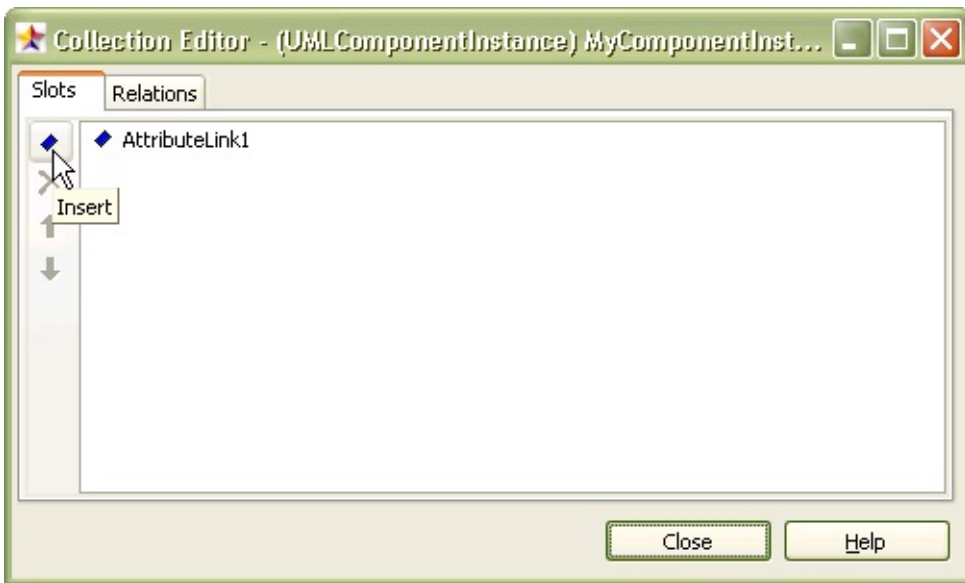 Collection Editor - (UMLComponentInstance) MyComponentInst...
Slots
Relations
AttributeLink1
Insert
Close
Help